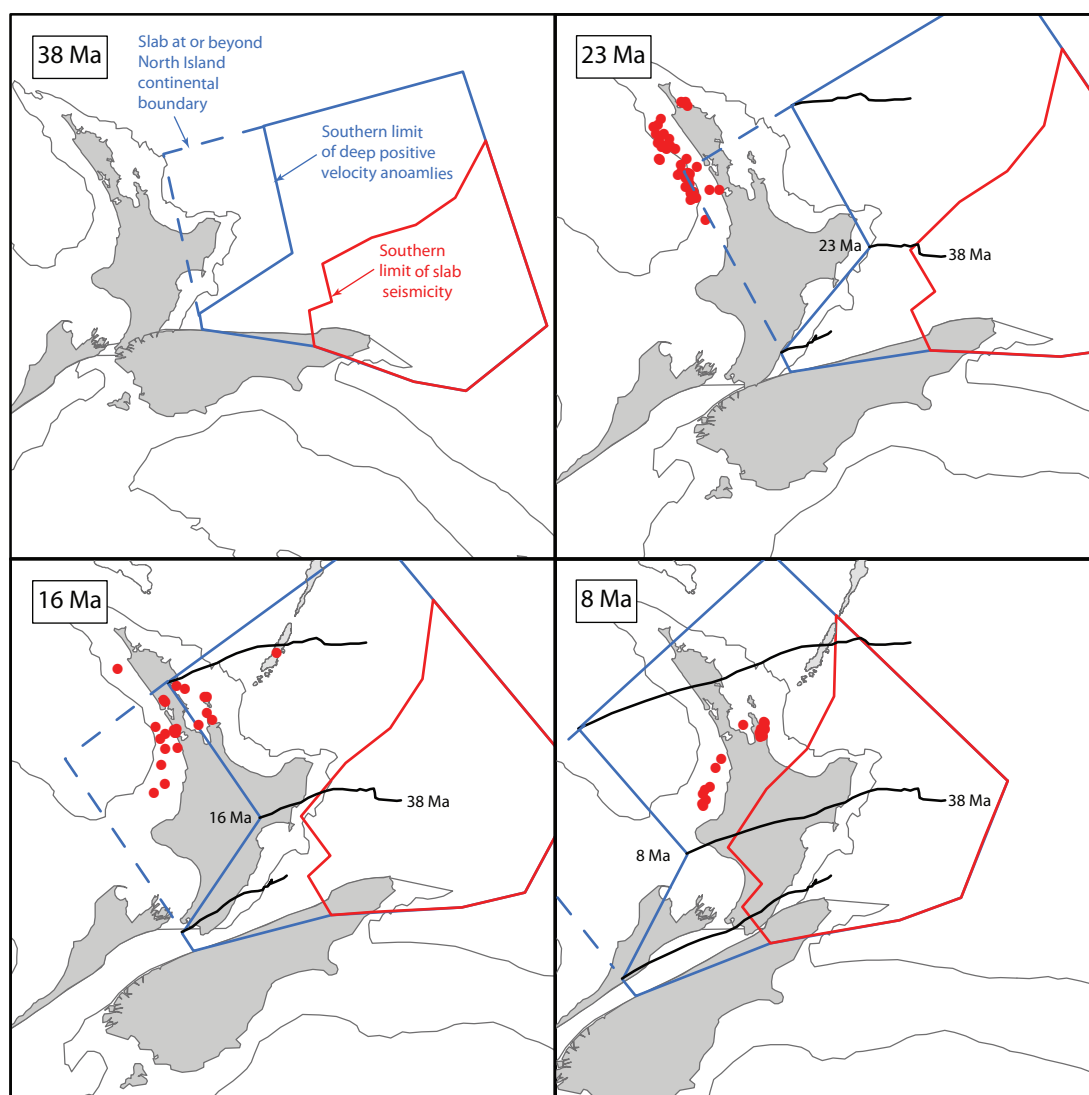 38 Ma
Slab at or beyond
North Island
continental
boundary
Southern limit
of deep positive
velocity anoamlies
Southern
limit of slab
seismicity
23 Ma
23 Ma
38 Ma
16 Ma
16 Ma
38 Ma
8 Ma
8 Ma
38 Ma